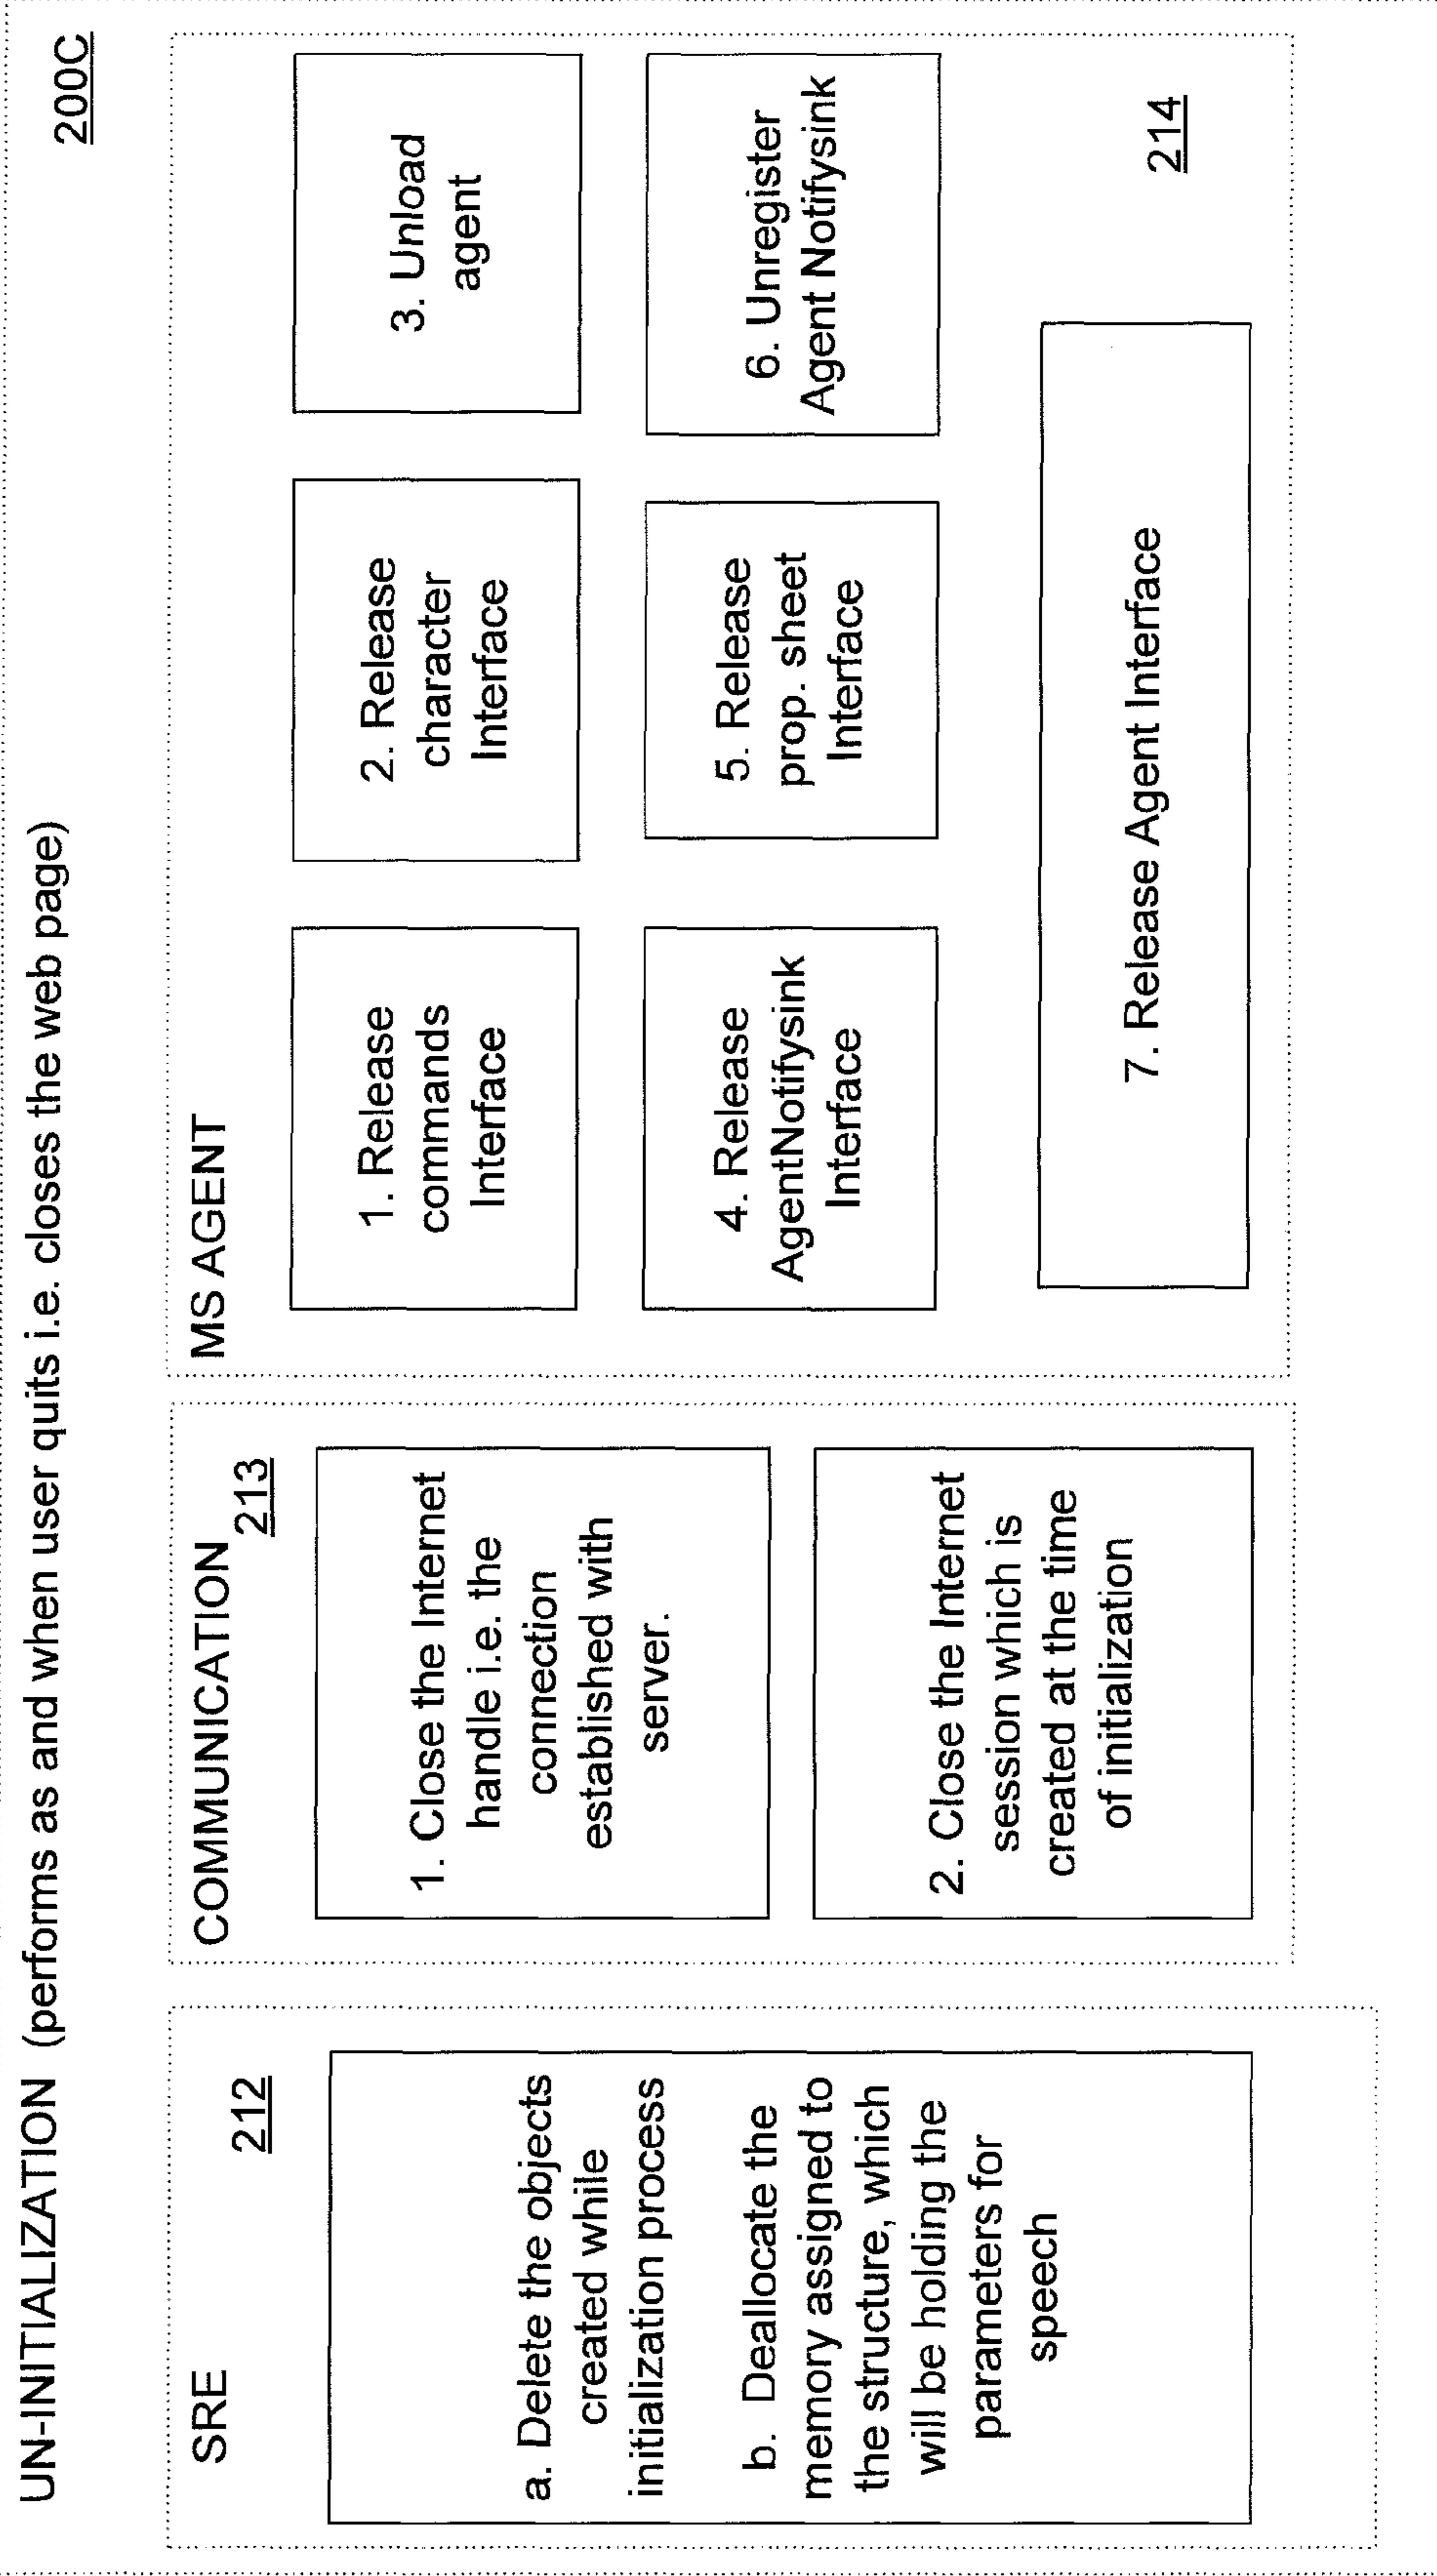 UN-INITIALIZATION (performs as and when user quits i.e. closes the web page)
200C
SRE
212
a. Delete the objects
created while
initialization process
b. Deallocate the
memory assigned to
the structure, which
will be holding the
parameters for
speech
COMMUNICATION
213
1. Close the Internet
handle i.e. the
connection
established with
server.
2. Close the Internet
session which is
created at the time
of initialization
MS AGENT
1. Release
commands
Interface
2. Release
character
Interface
3. Unload
agent
4. Release
AgentNotifysink
Interface
5. Release
prop. sheet
Interface
6. Unregister
Agent Notifysink
7. Release Agent Interface
214